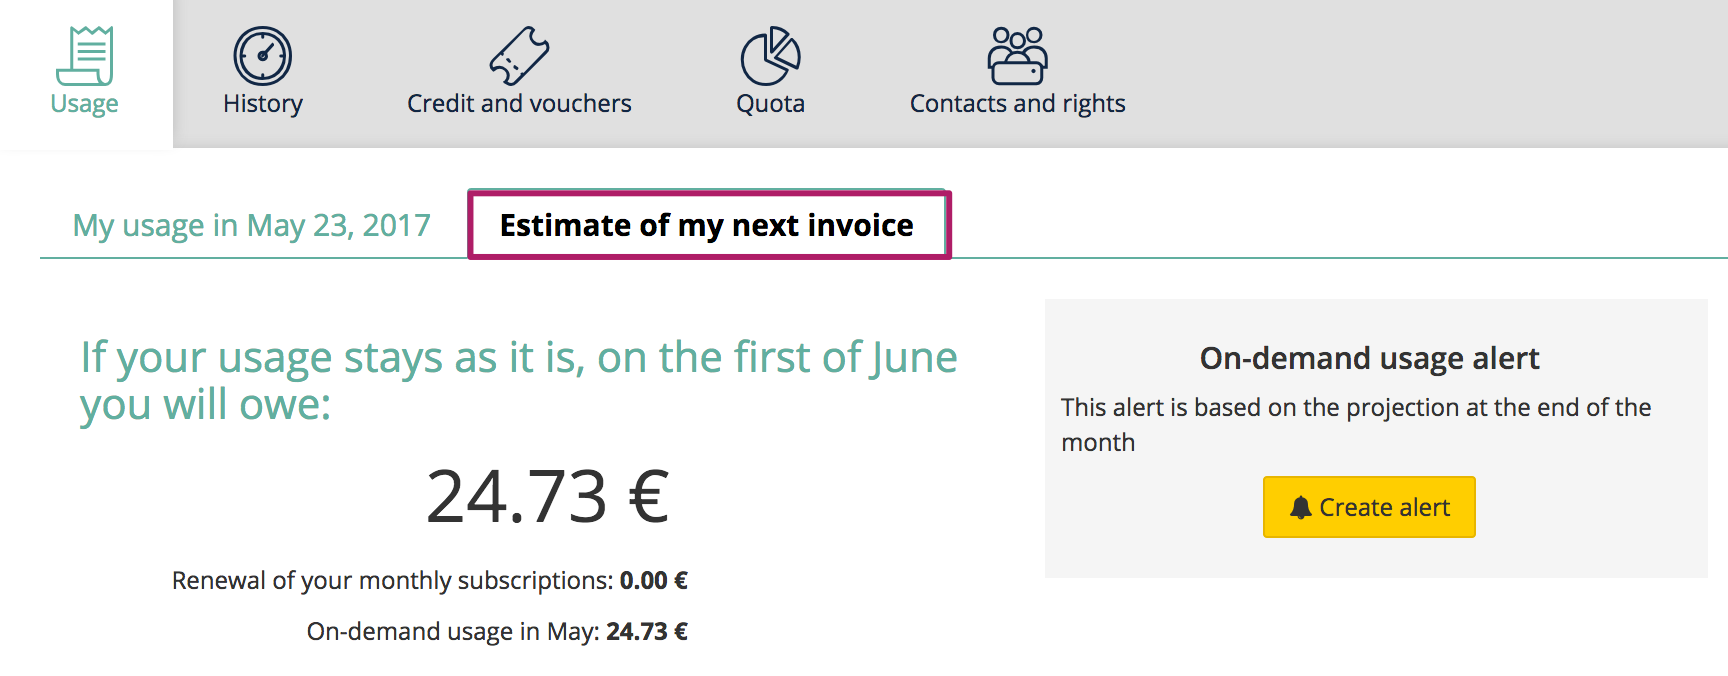 Usage
History
Credit and vouchers
Quota
Contacts and rights
My usage in May 23, 2017
Estimate of my next invoice
If your usage stays as it is, on the first of June
you will owe:
24.73 €
Renewal of your monthly subscriptions: 0.00 €
On-demand usage in May: 24.73 €
On-demand usage alert
This alert is based on the projection at the end of the
month
Create alert